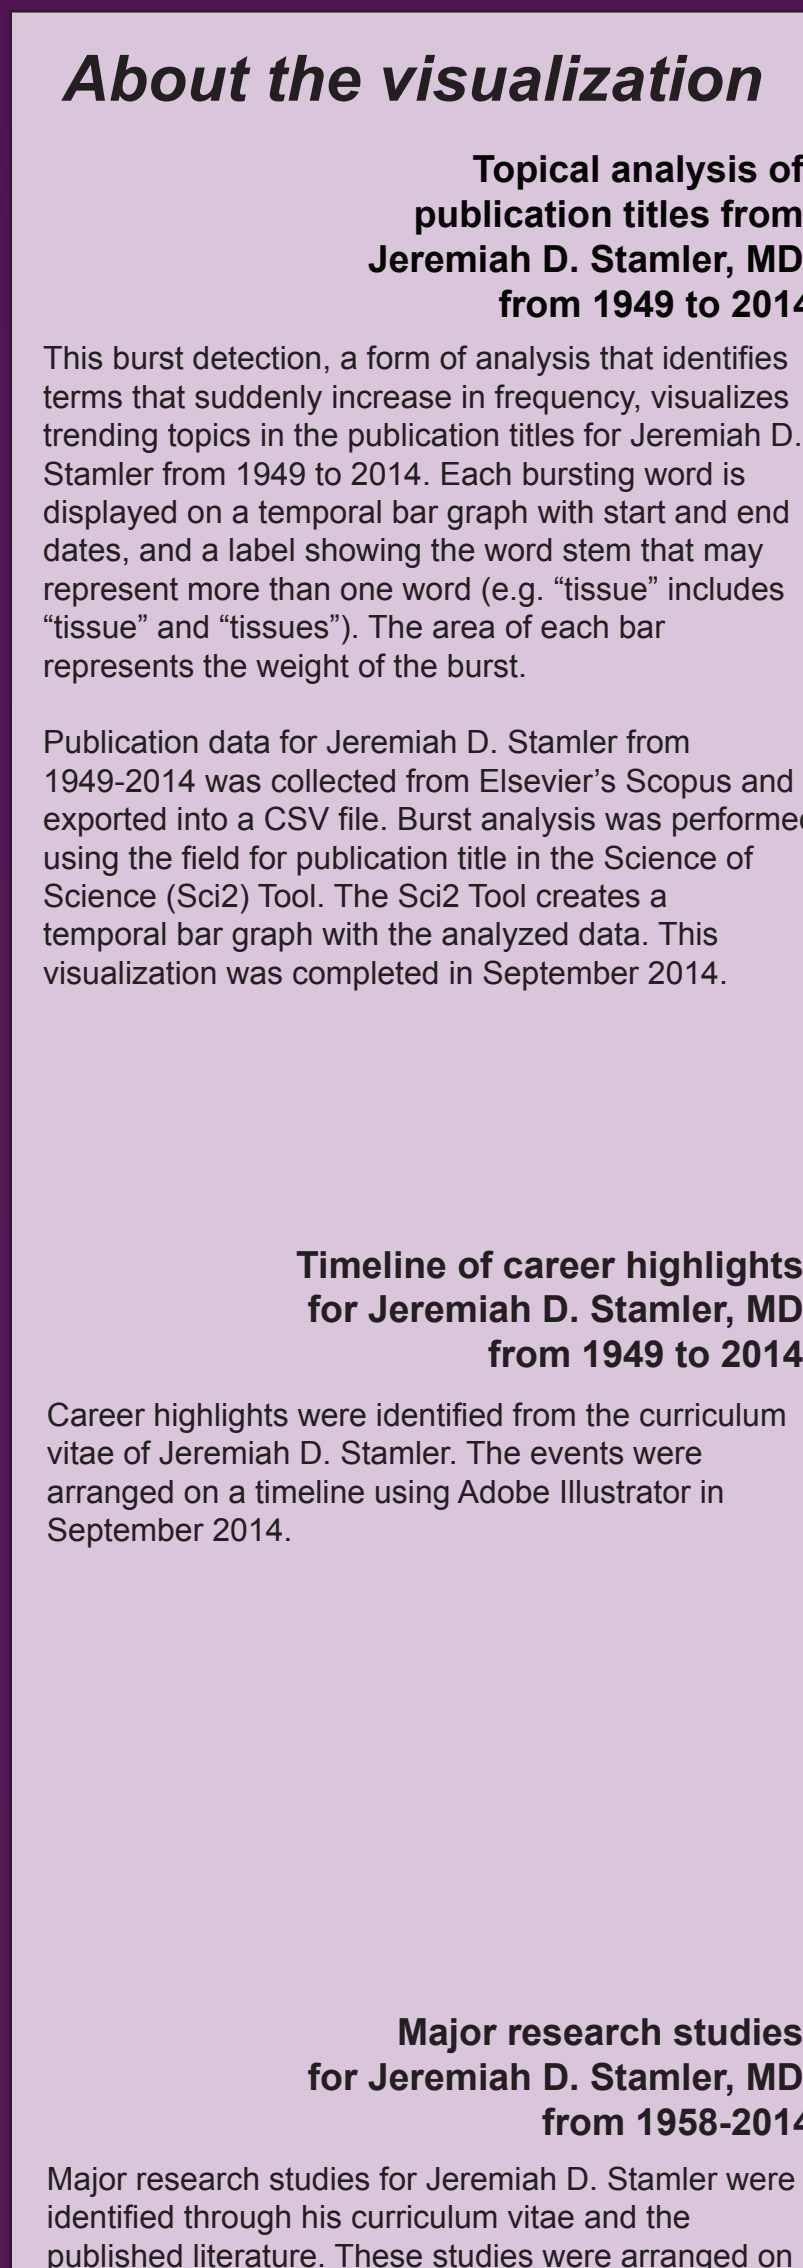 About the visualization
Topical analysis of
publication titles from
Jeremiah D. Stamler, MD
from 1949 to 2014
This burst detection, a form of analysis that identifies
terms that suddenly increase in frequency, visualizes
trending topics in the publication titles for Jeremiah D.
Stamler from 1949 to 2014. Each bursting word is
displayed on a temporal bar graph with start and end
dates, and a label showing the word stem that may
represent more than one word (e.g. “tissue” includes
“tissue” and “tissues”). The area of each bar
represents the weight of the burst.
Publication data for Jeremiah D. Stamler from
1949-2014 was collected from Elsevier’s Scopus and
exported into a CSV file. Burst analysis was performed
using the field for publication title in the Science of
Science (Sci2) Tool. The Sci2 Tool creates a
temporal bar graph with the analyzed data. This
visualization was completed in September 2014.
Timeline of career highlights
for Jeremiah D. Stamler, MD
from 1949 to 2014
Career highlights were identified from the curriculum
vitae of Jeremiah D. Stamler. The events were
arranged on a timeline using Adobe Illustrator in
September 2014.
Major research studies
for Jeremiah D. Stamler, MD
from 1958-2014
Major research studies for Jeremiah D. Stamler were
identified through his curriculum vitae and the
published literature. These studies were arranged on